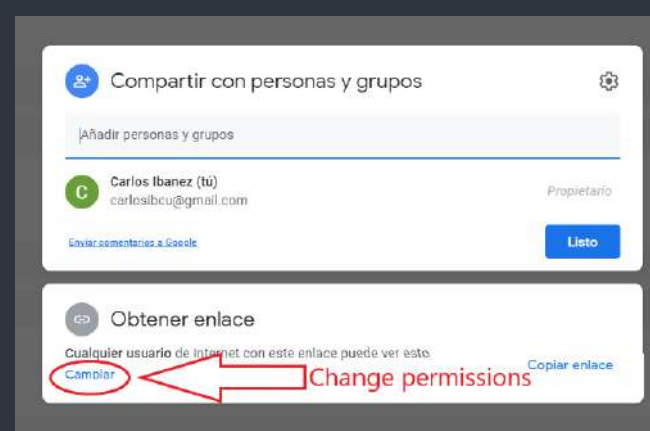 Compartir con personas y grupos
Añadir personas y grupos
C
Carlos Ibanez (tú)
carlosibcu@gmail.com
Propietario
Enviar comentarios a Google
Listo
Obtener enlace
Cualquier usuario de Internet con este enlace puede ver esto
Cambiar
Change permissions
Copiar enlace